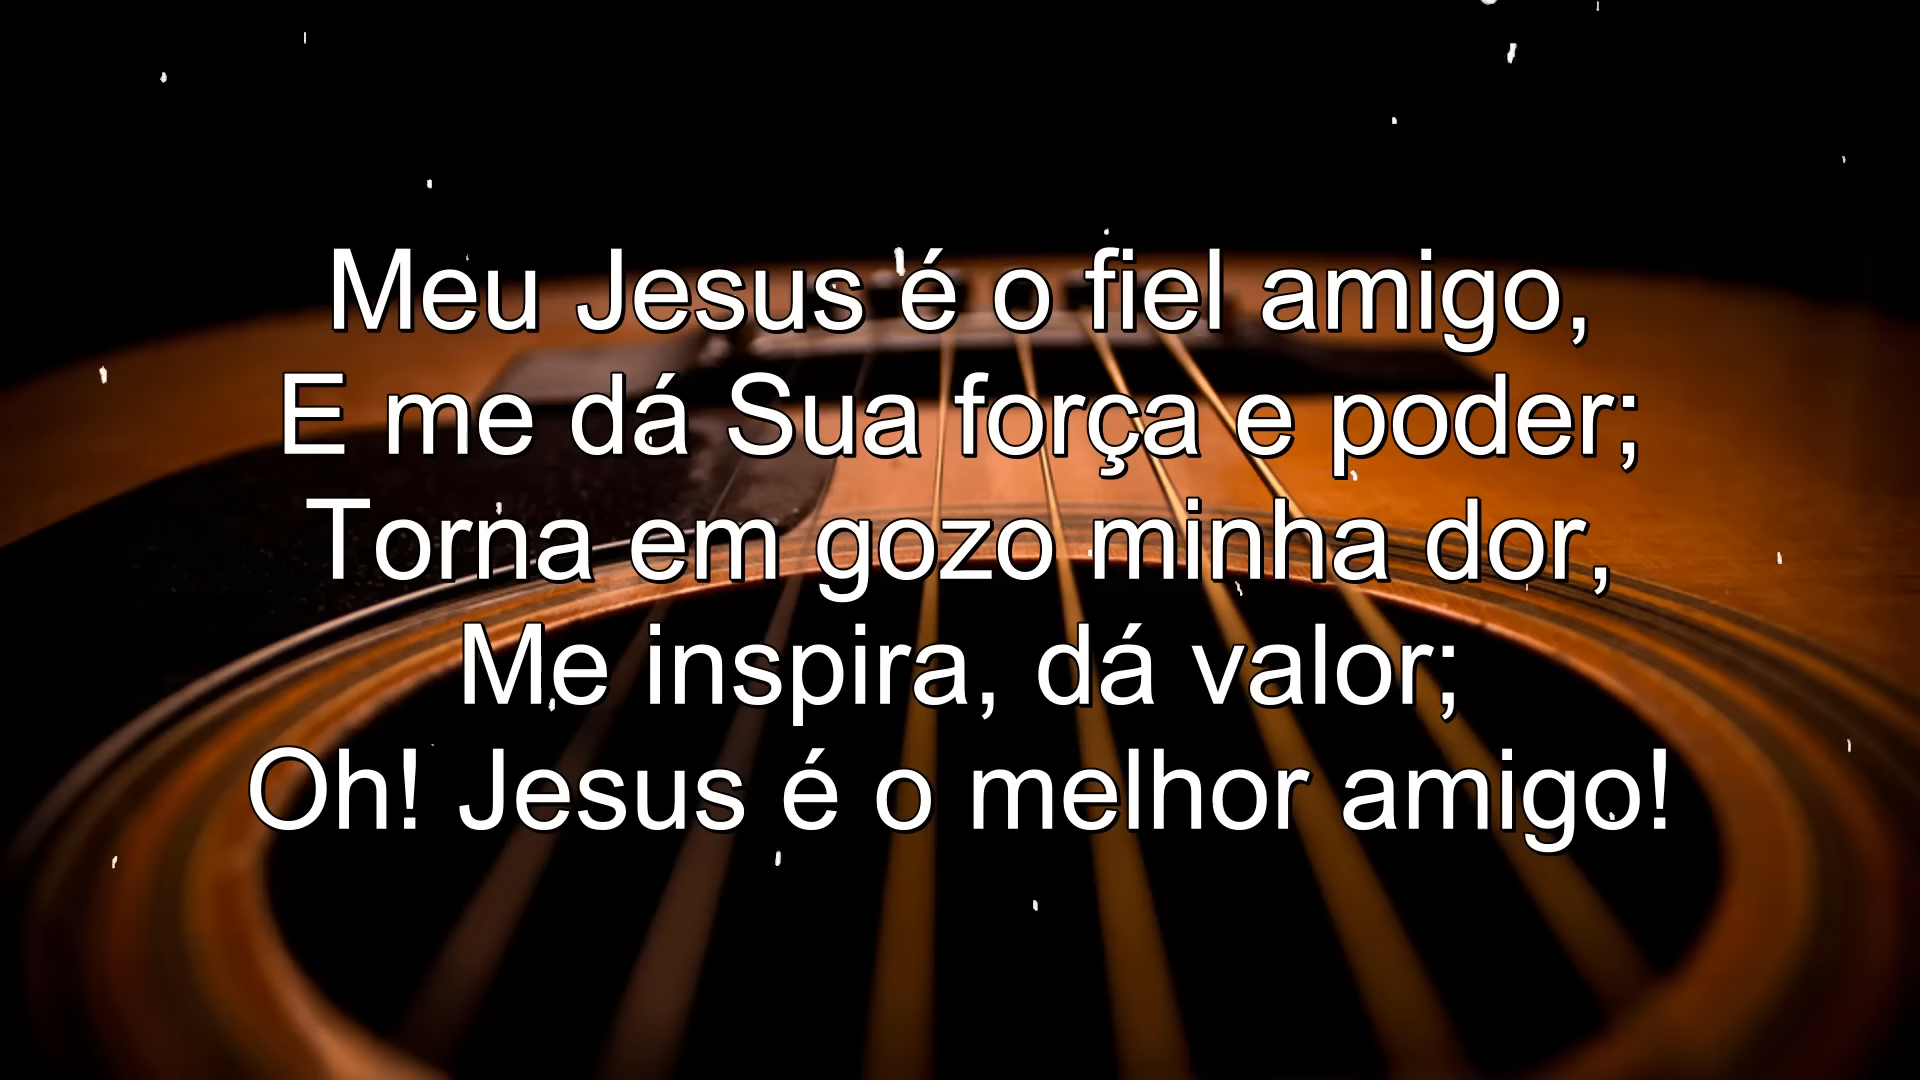 Meu Jesus é o fiel amigo,
E me dá Sua força e poder;
Torna em gozo minha dor,
Me inspira, dá valor;
Oh! Jesus é o melhor amigo!